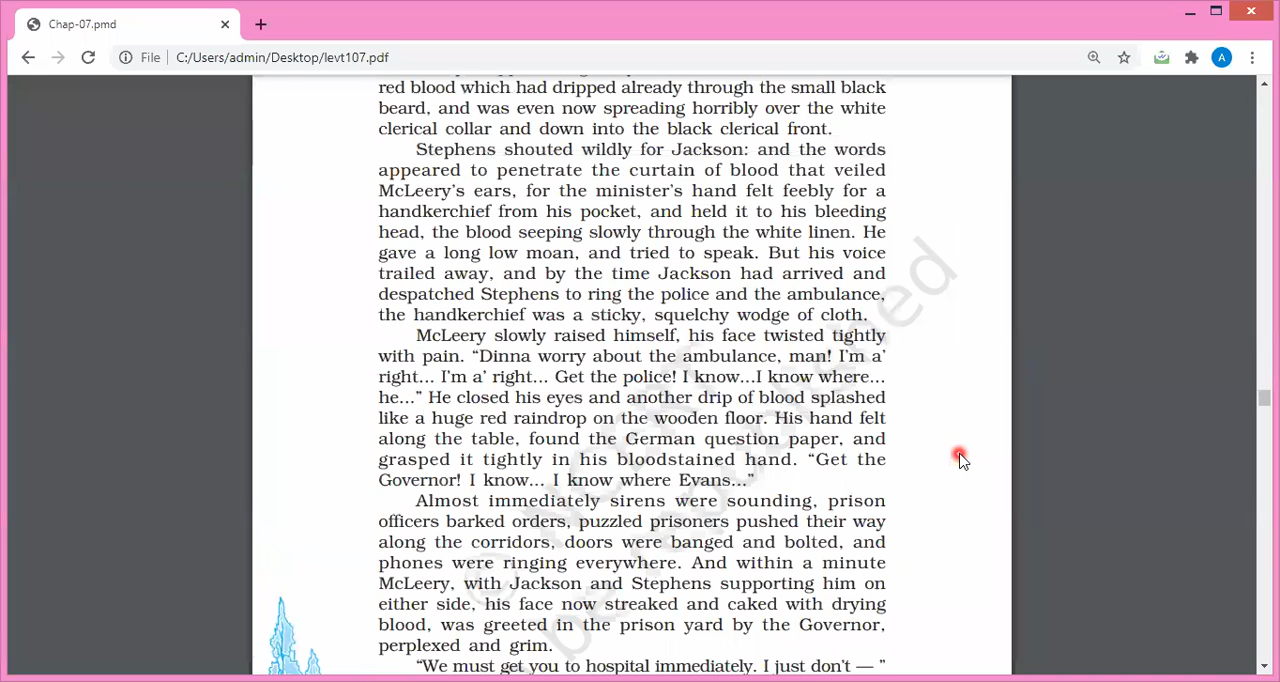 Chap-07.pmd
File
C:/Users/admin/Desktop/levt107.pdf
A
red blood which had dripped already through the small black
beard, and was even now spreading horribly over the white
clerical collar and down into the black clerical front.
Stephens shouted wildly for Jackson: and the words
appeared to penetrate the curtain of blood that veiled
McLeery's ears, for the minister's hand felt feebly for a
handkerchief from his pocket, and held it to his bleeding
head, the blood seeping slowly through the white linen. He
gave a long low moan, and tried to speak. But his voice
trailed away, and by the time Jackson had arrived and
despatched Stephens to ring the police and the ambulance,
the handkerchief was a sticky, squelchy wodge of cloth.
McLeery slowly raised himself, his face twisted tightly
with pain. “Dinna worry about the ambulance, man! I'm a'
right... I'm a' right... Get the police! I know...I know where...
he...” He closed his eyes and another drip of blood splashed
like a huge red raindrop on the wooden floor. His hand felt
along the table, found the German question paper, and
grasped it tightly in his bloodstained hand. “Get the
Governor! I know... I know where Evans...”
Almost immediately sirens were sounding, prison
officers barked orders, puzzled prisoners pushed their way
along the corridors, doors were banged and bolted, and
phones were ringing everywhere. And within a minute
McLeery, with Jackson and Stephens supporting him on
either side, his face now streaked and caked with drying
blood, was greeted in the prison yard by the Governor,
perplexed and grim.
“We must get you to hospital immediately. I just don't — ”
© NCERT
be republished